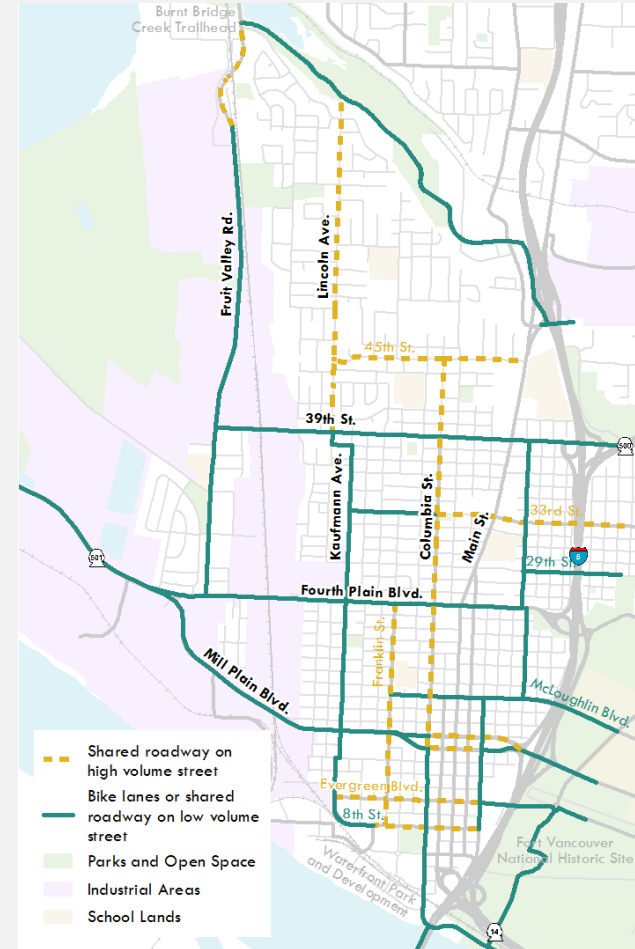 Burnt Bridge
Creek Trailhead
Fruit Valley Rd.
Lincoln Ave.
45th St.
39th St.
500
Kaufmann Ave.
Columbia St.
Main St.
33rd St.
5
29th St.
501
Fourth Plain Blvd.
Franklin St.
Mill Plain Blvd.
McLoughlin Blvd.
Shared roadway on
high volume street
Bike lanes or shared
roadway on low volume
street
Parks and Open Space
Industrial Areas
School Lands
Evergreen Blvd.
8th St.
Fort Vancouver
National Historic Site
Waterfront Park
and Development
14